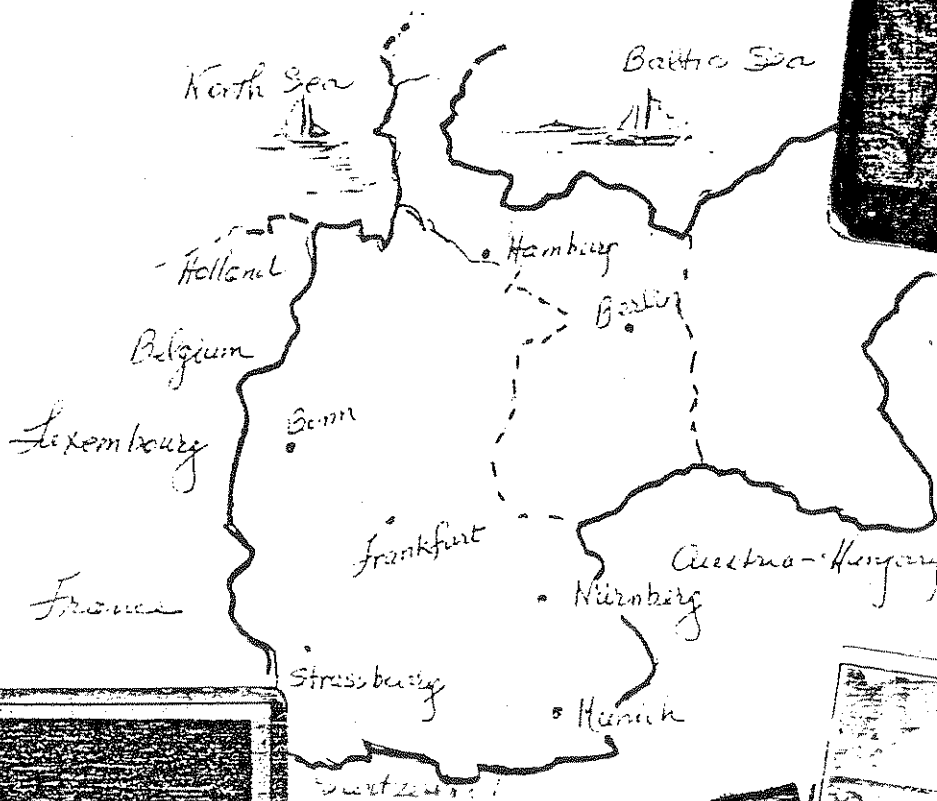 North Sea
Baltic Sea
Hamburg
Holland
Berlin
Belgium
Bonn
Luxembourg
Frankfurt
Austria-Hungary
Nürnberg
France
Strassburg
Munich